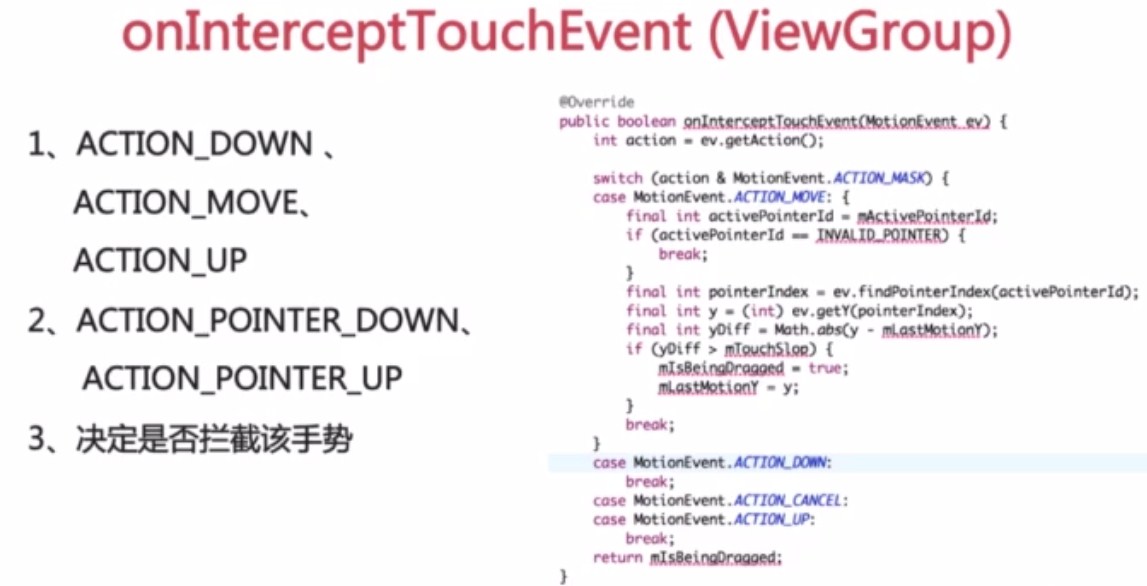 onInterceptTouchEvent (ViewGroup)
1、ACTION_DOWN 、
ACTION_MOVE、
ACTION_UP
2、ACTION_POINTER_DOWN、
ACTION_POINTER_UP
3、决定是否拦截该手势
@Override
public boolean onInterceptTouchEvent(MotionEvent ev) {
int action = ev.getAction();
switch (action & MotionEvent.ACTION_MASK) {
case MotionEvent.ACTION_MOVE: {
final int activePointerId = mActivePointerId;
if (activePointerId == INVALID_POINTER) {
break;
}
final int pointerIndex = ev.findPointerIndex(activePointerId);
final int y = (int) ev.getY(pointerIndex);
final int yDiff = Math.abs(y - mLastMotionY);
if (yDiff > mTouchSlop) {
mIsBeingDragged = true;
mLastMotionY = y;
}
break;
}
case MotionEvent.ACTION_DOWN:
break;
case MotionEvent.ACTION_CANCEL:
case MotionEvent.ACTION_UP:
break;
return mIsBeingDragged;
}